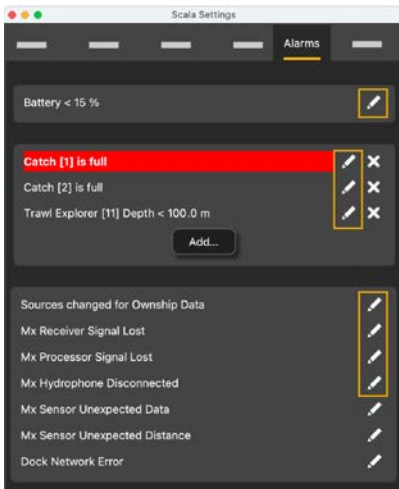 Scala Settings
Alarms
Battery < 15 %
Catch [1] is full
Catch [2] is full
Trawl Explorer [11] Depth < 100.0 m
Add...
Sources changed for Ownship Data
Mx Receiver Signal Lost
Mx Processor Signal Lost
Mx Hydrophone Disconnected
Mx Sensor Unexpected Data
Mx Sensor Unexpected Distance
Dock Network Error